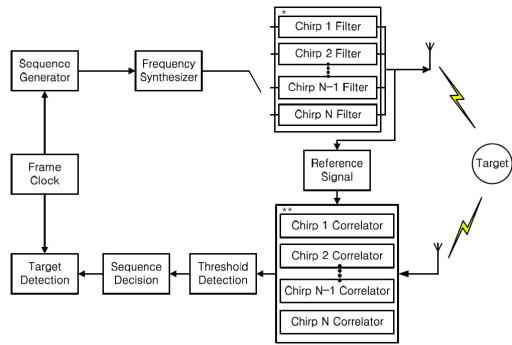 *
Chirp 1 Filter
Chirp 2 Filter
Chirp N-1 Filter
Chirp N Filter
Sequence
Generator
Frequency
Synthesizer
Frame
Clock
Reference
Signal
Target
**
Chirp 1 Correlator
Chirp 2 Correlator
Chirp N-1 Correlator
Chirp N Correlator
Target
Detection
Sequence
Decision
Threshold
Detection